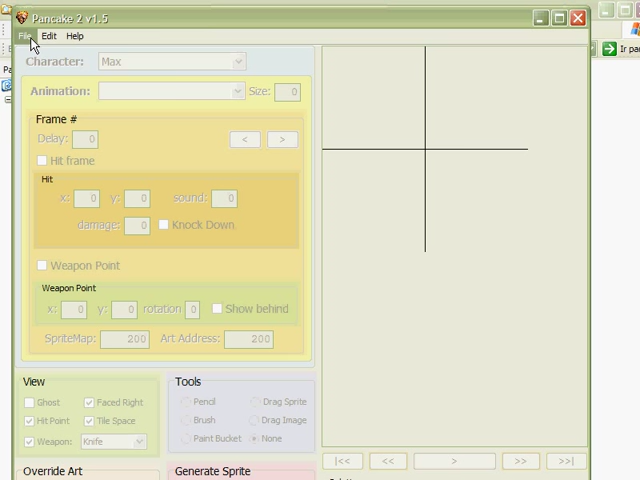 Pancake 2 v1.5
File Edit Help
Ir
Character: Max
Animation: Size: 0
Frame #
Delay: 0 < >
Hit frame
Hit
x: 0 y: 0 sound: 0
damage: 0 Knock Down
Weapon Point
Weapon Point
x: 0 y: 0 rotation 0 Show behind
SpriteMap: 200 Art Address: 200
View
Ghost Faced Right
Hit Point Tile Space
Weapon: Knife
Tools
Pencil Drag Sprite
Brush Drag Image
Paint Bucket None
|<< << > >> >>|
Override Art
Generate Sprite